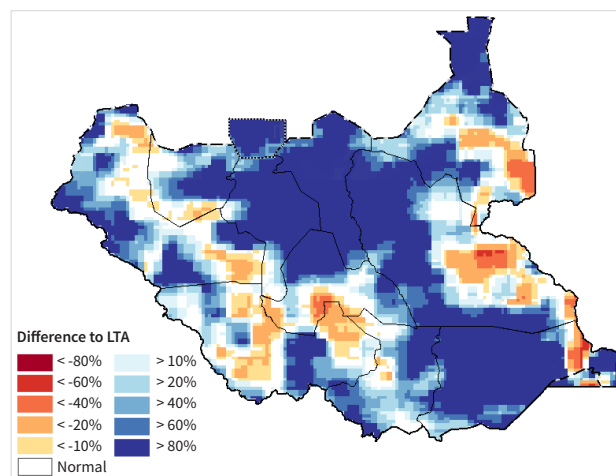 Difference to LTA
< -80% > 10%
< -60% > 20%
< -40% > 40%
< -20% > 60%
< -10% > 80%
Normal